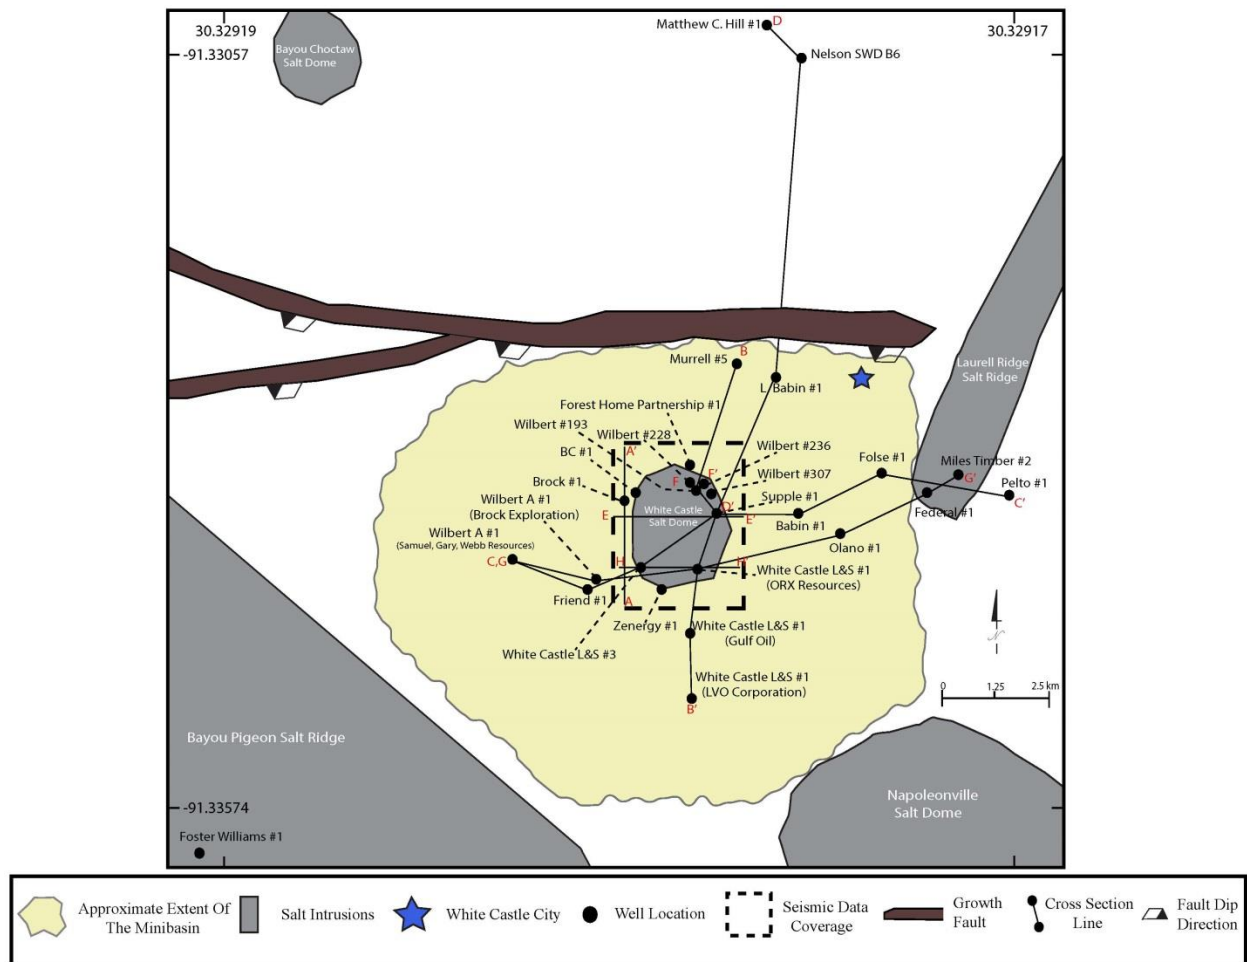 30.32919
30.32917
-91.33057
Bayou Choctaw
Salt Dome
Matthew C. Hill #1
D
Nelson SWD B6
Laurell Ridge
Salt Ridge
Murrell #5
B
L. Babin #1
Forest Home Partnership #1
Wilbert #193
Wilbert #228
BC #1
A'
Wilbert #236
Brock #1
F
F'
Wilbert #307
Folse #1
Miles Timber #2
G'
Pelto #1
C'
Wilbert A #1
(Brock Exploration)
E
White Castle
Salt Dome
D'
E'
Supple #1
Babin #1
Federal #1
Wilbert A #1
(Samuel, Gary, Webb Resources)
Olano #1
C,G
H
H'
White Castle L&S #1
(ORX Resources)
Friend #1
A
Zenergy #1
White Castle L&S #1
(Gulf Oil)
White Castle L&S #3
White Castle L&S #1
(LVO Corporation)
B'
N
0
1.25
2.5 km
Bayou Pigeon Salt Ridge
Napoleonville
Salt Dome
-91.33574
Foster Williams #1
Approximate Extent Of
The Minibasin
Salt Intrusions
White Castle City
Well Location
Seismic Data
Coverage
Growth
Fault
Cross Section
Line
Fault Dip
Direction